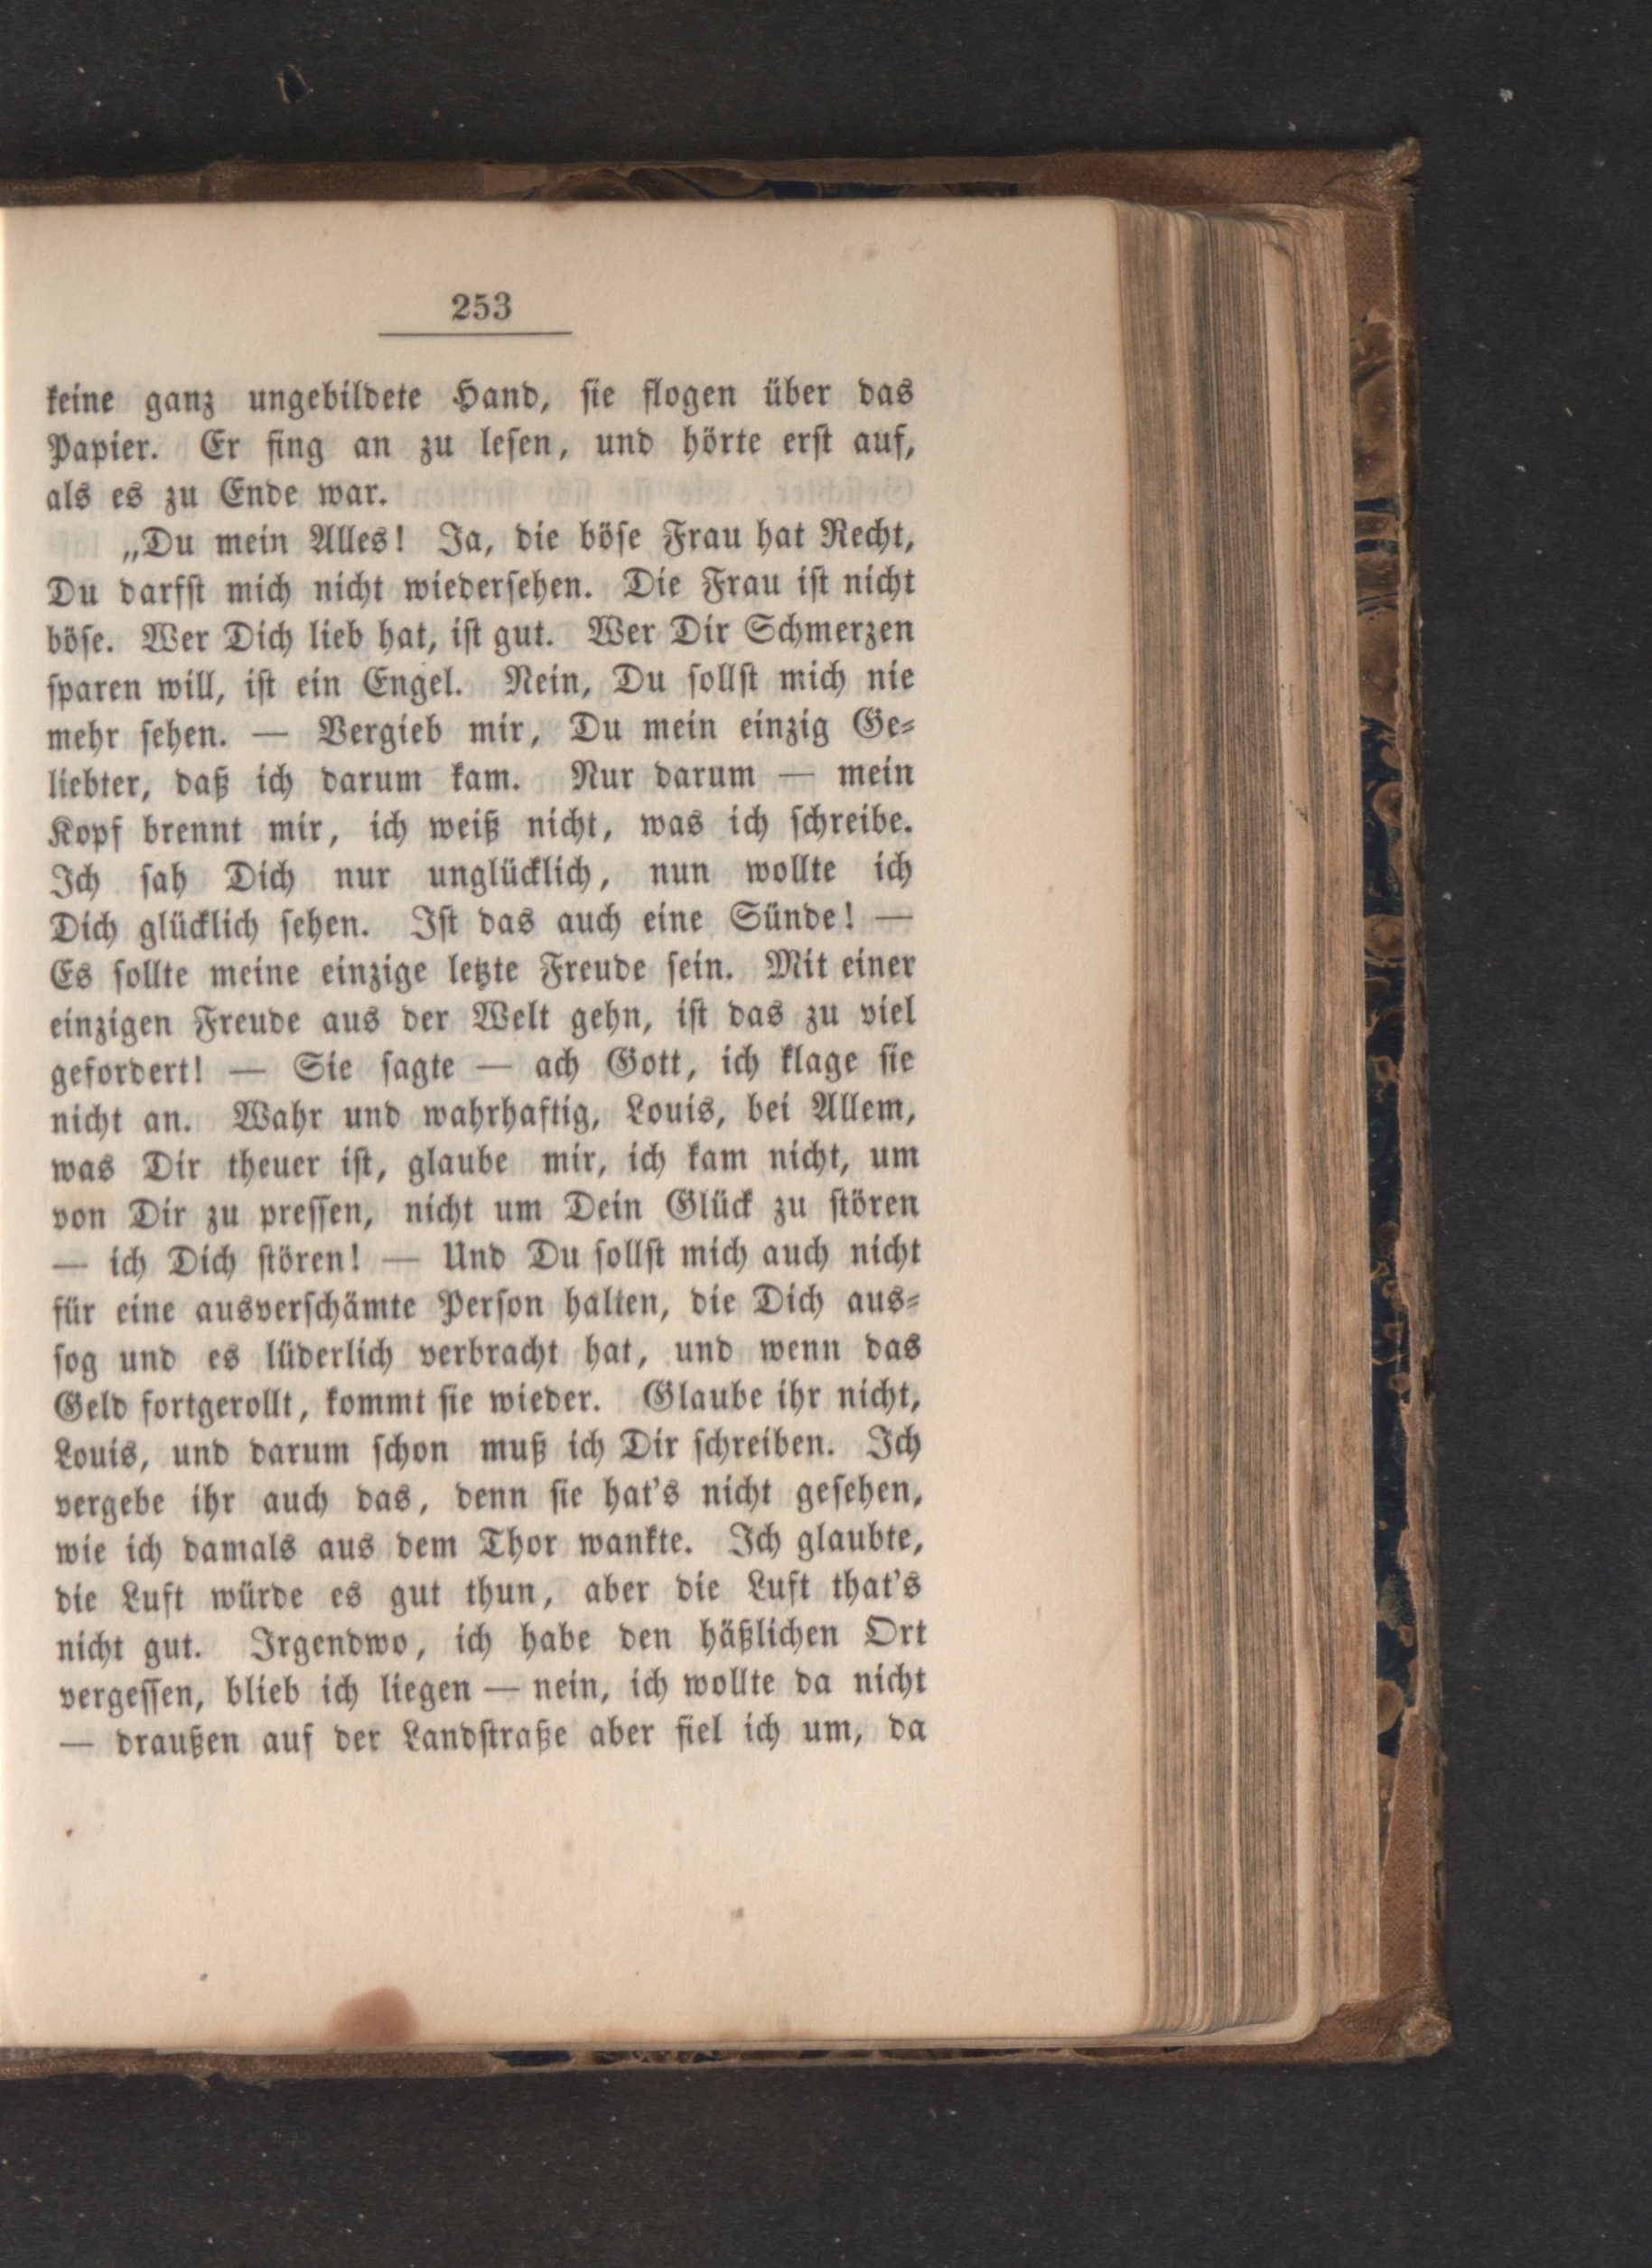 253
keine ganz ungebildete Hand, sie flogen über das
Papier. Er fing an zu lesen, und hörte erst auf,
als es zu Ende war.
„Du mein Alles! Ja, die böse Frau hat Recht,
Du darfst mich nicht wiedersehen. Die Frau ist nicht
böse. Wer Dich lieb hat, ist gut. Wer Dir Schmerzen
sparen will, ist ein Engel. Nein, Du sollst mich nie
mehr sehen. — Vergieb mir, Du mein einzig Ge-
liebter, daß ich darum kam. Nur darum — mein
Kopf brennt mir, ich weiß nicht, was ich schreibe.
Ich sah Dich nur unglücklich, nun wollte ich
Dich glücklich sehen. Ist das auch eine Sünde! —
Es sollte meine einzige letzte Freude sein. Mit einer
einzigen Freude aus der Welt gehn, ist das zu viel
gefordert! — Sie sagte — ach Gott, ich klage sie
nicht an. Wahr und wahrhaftig, Louis, bei Allem,
was Dir theuer ist, glaube mir, ich kam nicht, um
von Dir zu pressen, nicht um Dein Glück zu stören
— ich Dich stören! — Und Du sollst mich auch nicht
für eine ausverschämte Person halten, die Dich aus-
sog und es lüderlich verbracht hat, und wenn das
Geld fortgerollt, kommt sie wieder. Glaube ihr nicht,
Louis, und darum schon muß ich Dir schreiben. Ich
vergebe ihr auch das, denn sie hat's nicht gesehen,
wie ich damals aus dem Thor wankte. Ich glaubte,
die Luft würde es gut thun, aber die Luft that's
nicht gut. Irgendwo, ich habe den häßlichen Ort
vergessen, blieb ich liegen — nein, ich wollte da nicht
— draußen auf der Landstraße aber fiel ich um, da